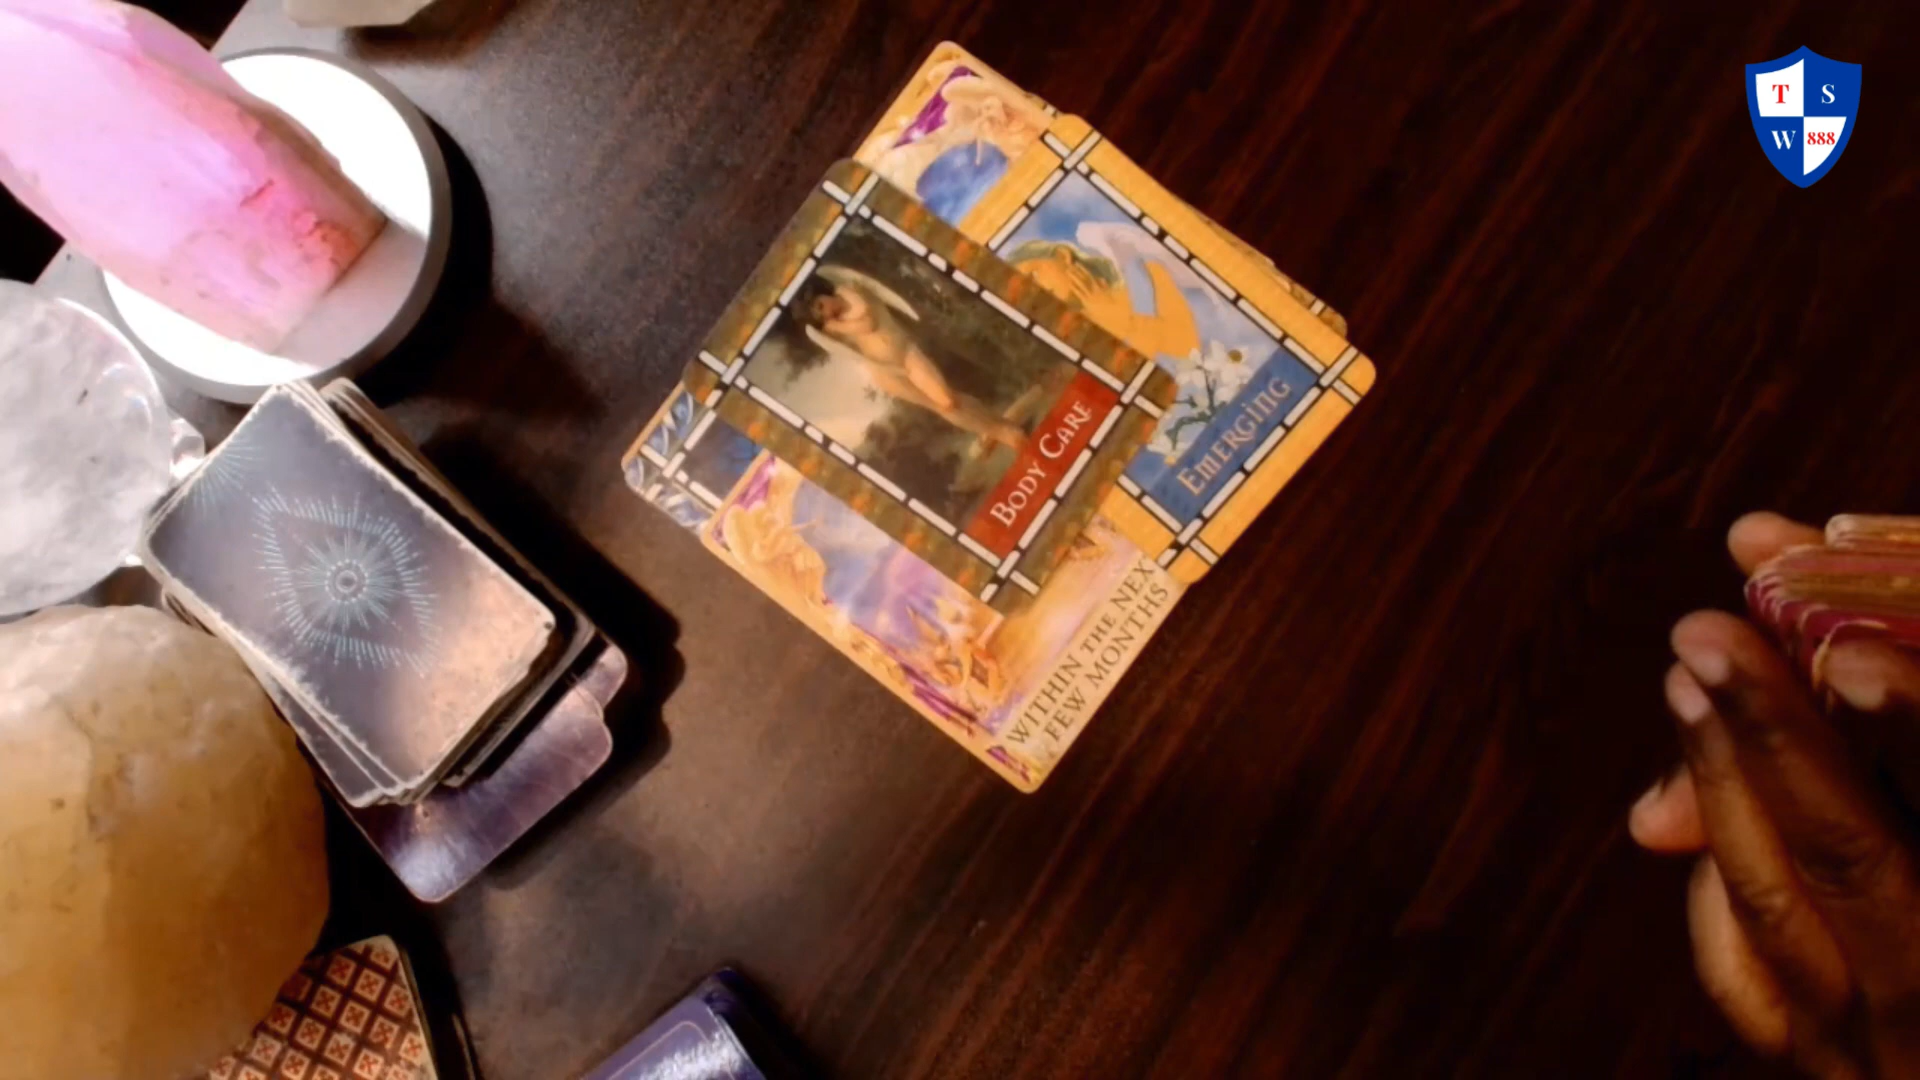 T S
W 888
EMERGING
BODY CARE
WITHIN THE NEX
FEW MONTHS